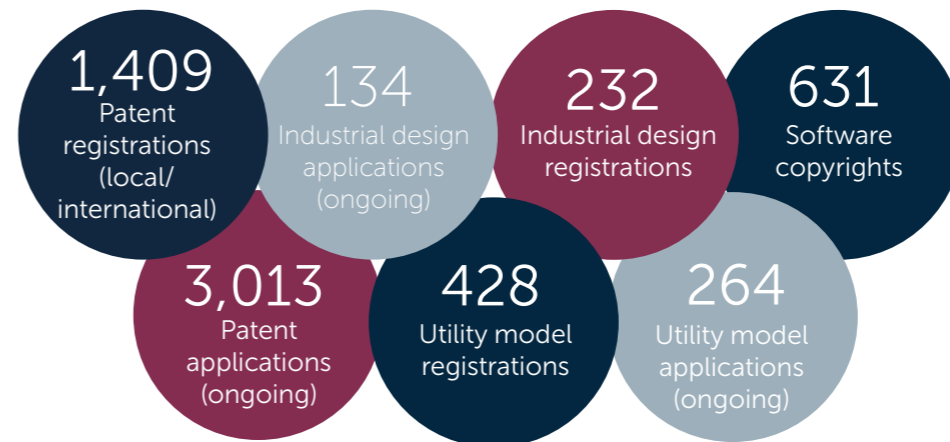 1,409
Patent
registrations
(local/
international)
134
Industrial design
applications
(ongoing)
232
Industrial design
registrations
631
Software
copyrights
3,013
Patent
applications
(ongoing)
428
Utility model
registrations
264
Utility model
applications
(ongoing)